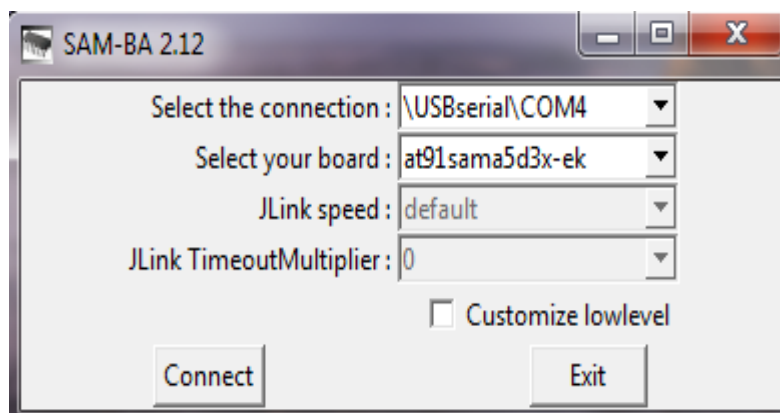 SAM-BA 2.12
Select the connection : \USBserial\COM4
Select your board : at91sama5d3x-ek
JLink speed : default
JLink TimeoutMultiplier : 0
Customize lowlevel
Connect Exit